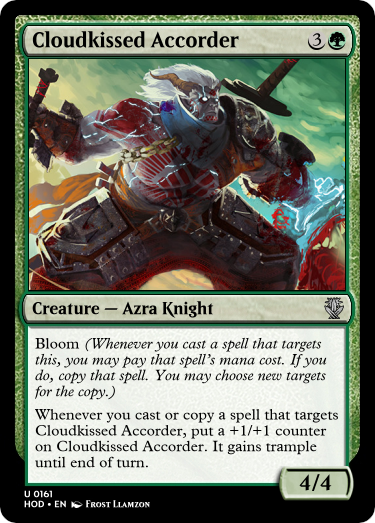 Cloudkissed Accorder 3
Creature — Azra Knight
Bloom (Whenever you cast a spell that targets
this, you may pay that spell's mana cost. If you
do, copy that spell. You may choose new targets
for the copy.)
Whenever you cast or copy a spell that targets
Cloudkissed Accorder, put a +1/+1 counter
on Cloudkissed Accorder. It gains trample
until end of turn.
4/4
U 0161
HOD • EN Frost Llamzon